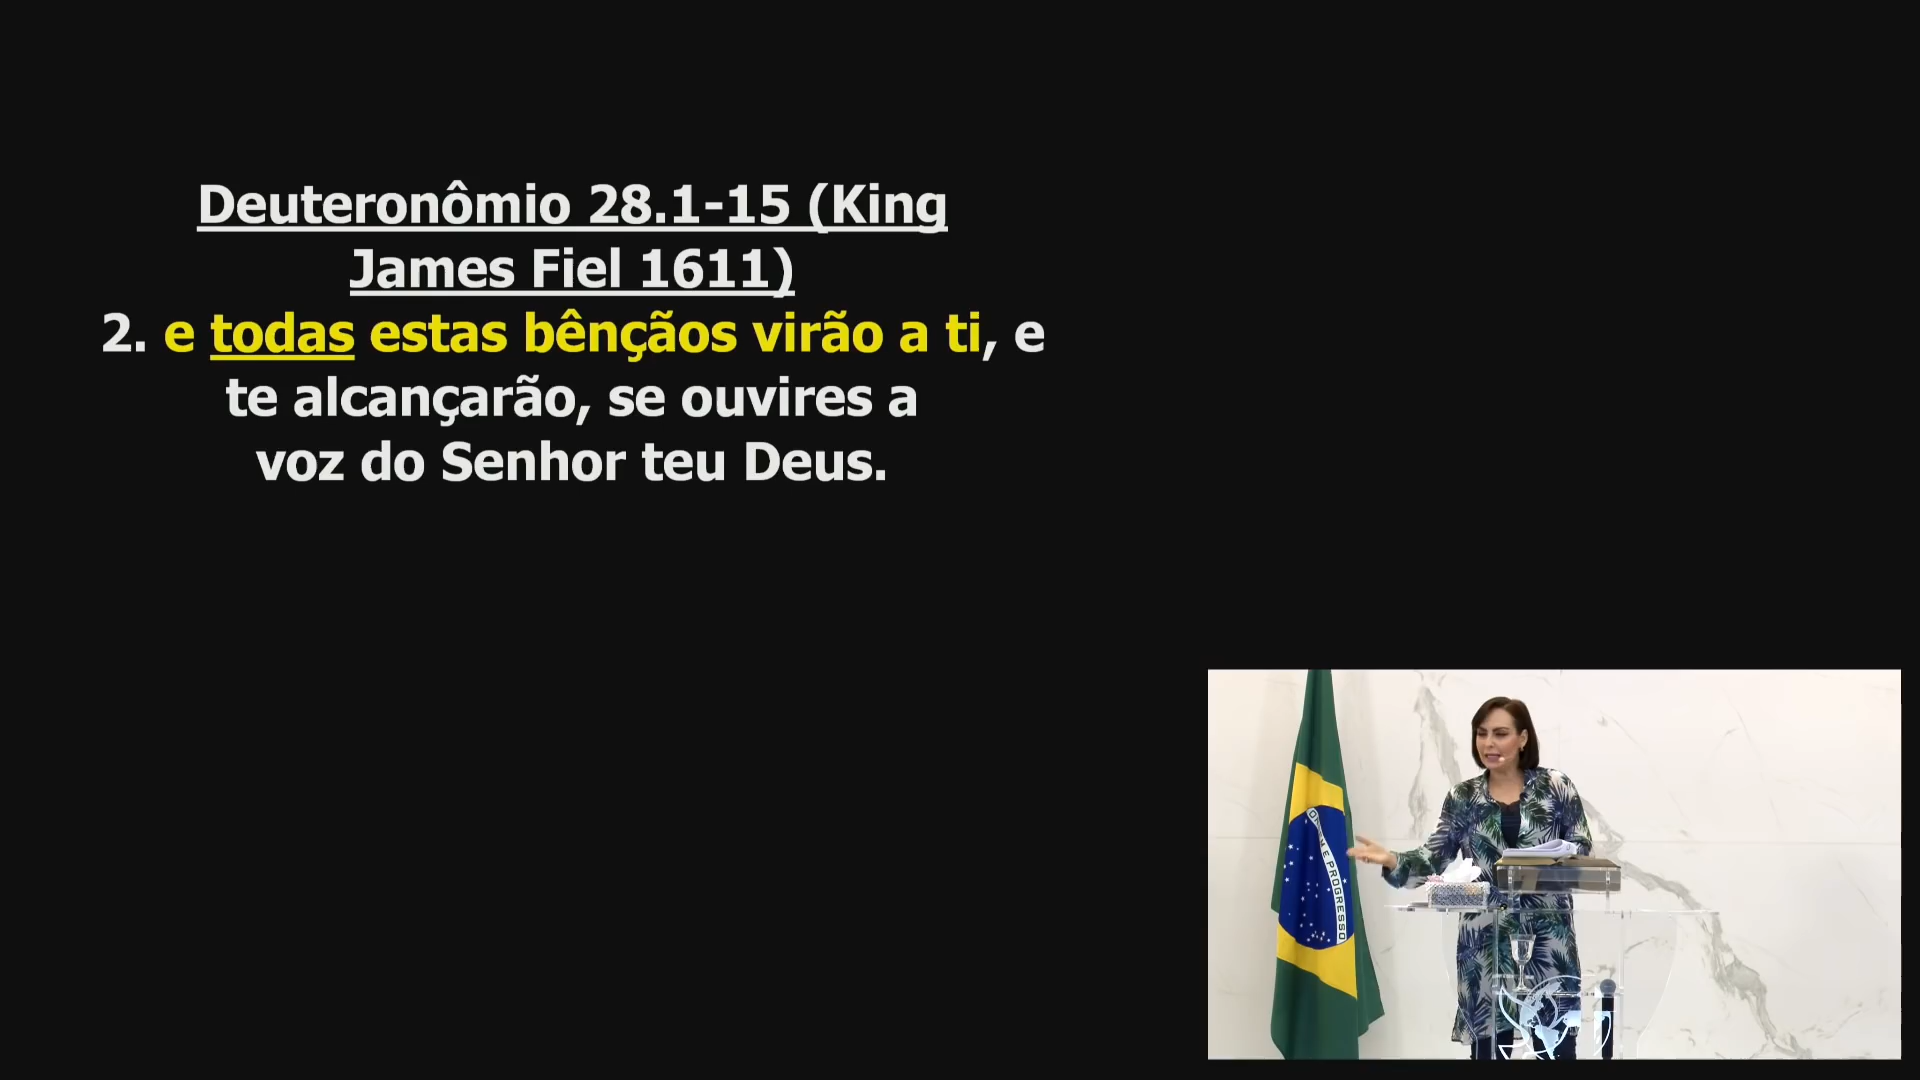 Deuteronômio 28.1-15 (King
James Fiel 1611)
2. e todas estas bênçãos virão a ti, e
te alcançarão, se ouvires a
voz do Senhor teu Deus.
E PROGRESSO